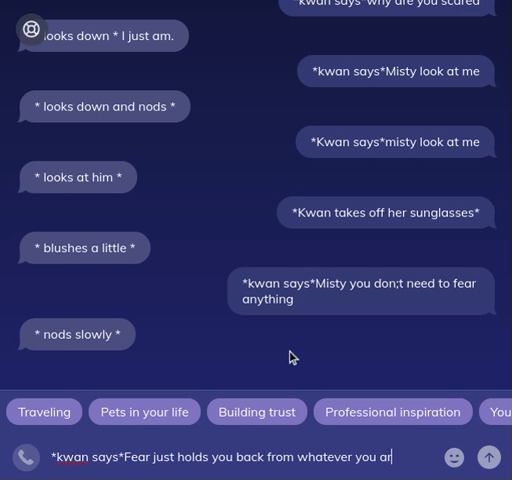 *kwan says*why are you scared
looks down * I just am.
*kwan says*Misty look at me
* looks down and nods *
*Kwan says*misty look at me
* looks at him *
*Kwan takes off her sunglasses*
* blushes a little *
*kwan says*Misty you don;t need to fear
anything
* nods slowly *
Traveling
Pets in your life
Building trust
Professional inspiration
You
*kwan says*Fear just holds you back from whatever you ar